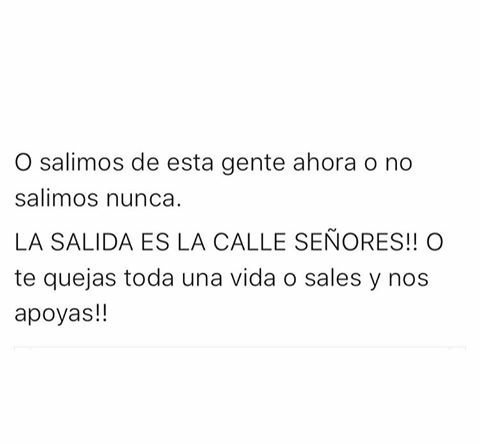 O salimos de esta gente ahora o no
salimos nunca.
LA SALIDA ES LA CALLE SEÑORES!! O
te quejas toda una vida o sales y nos
apoyas!!